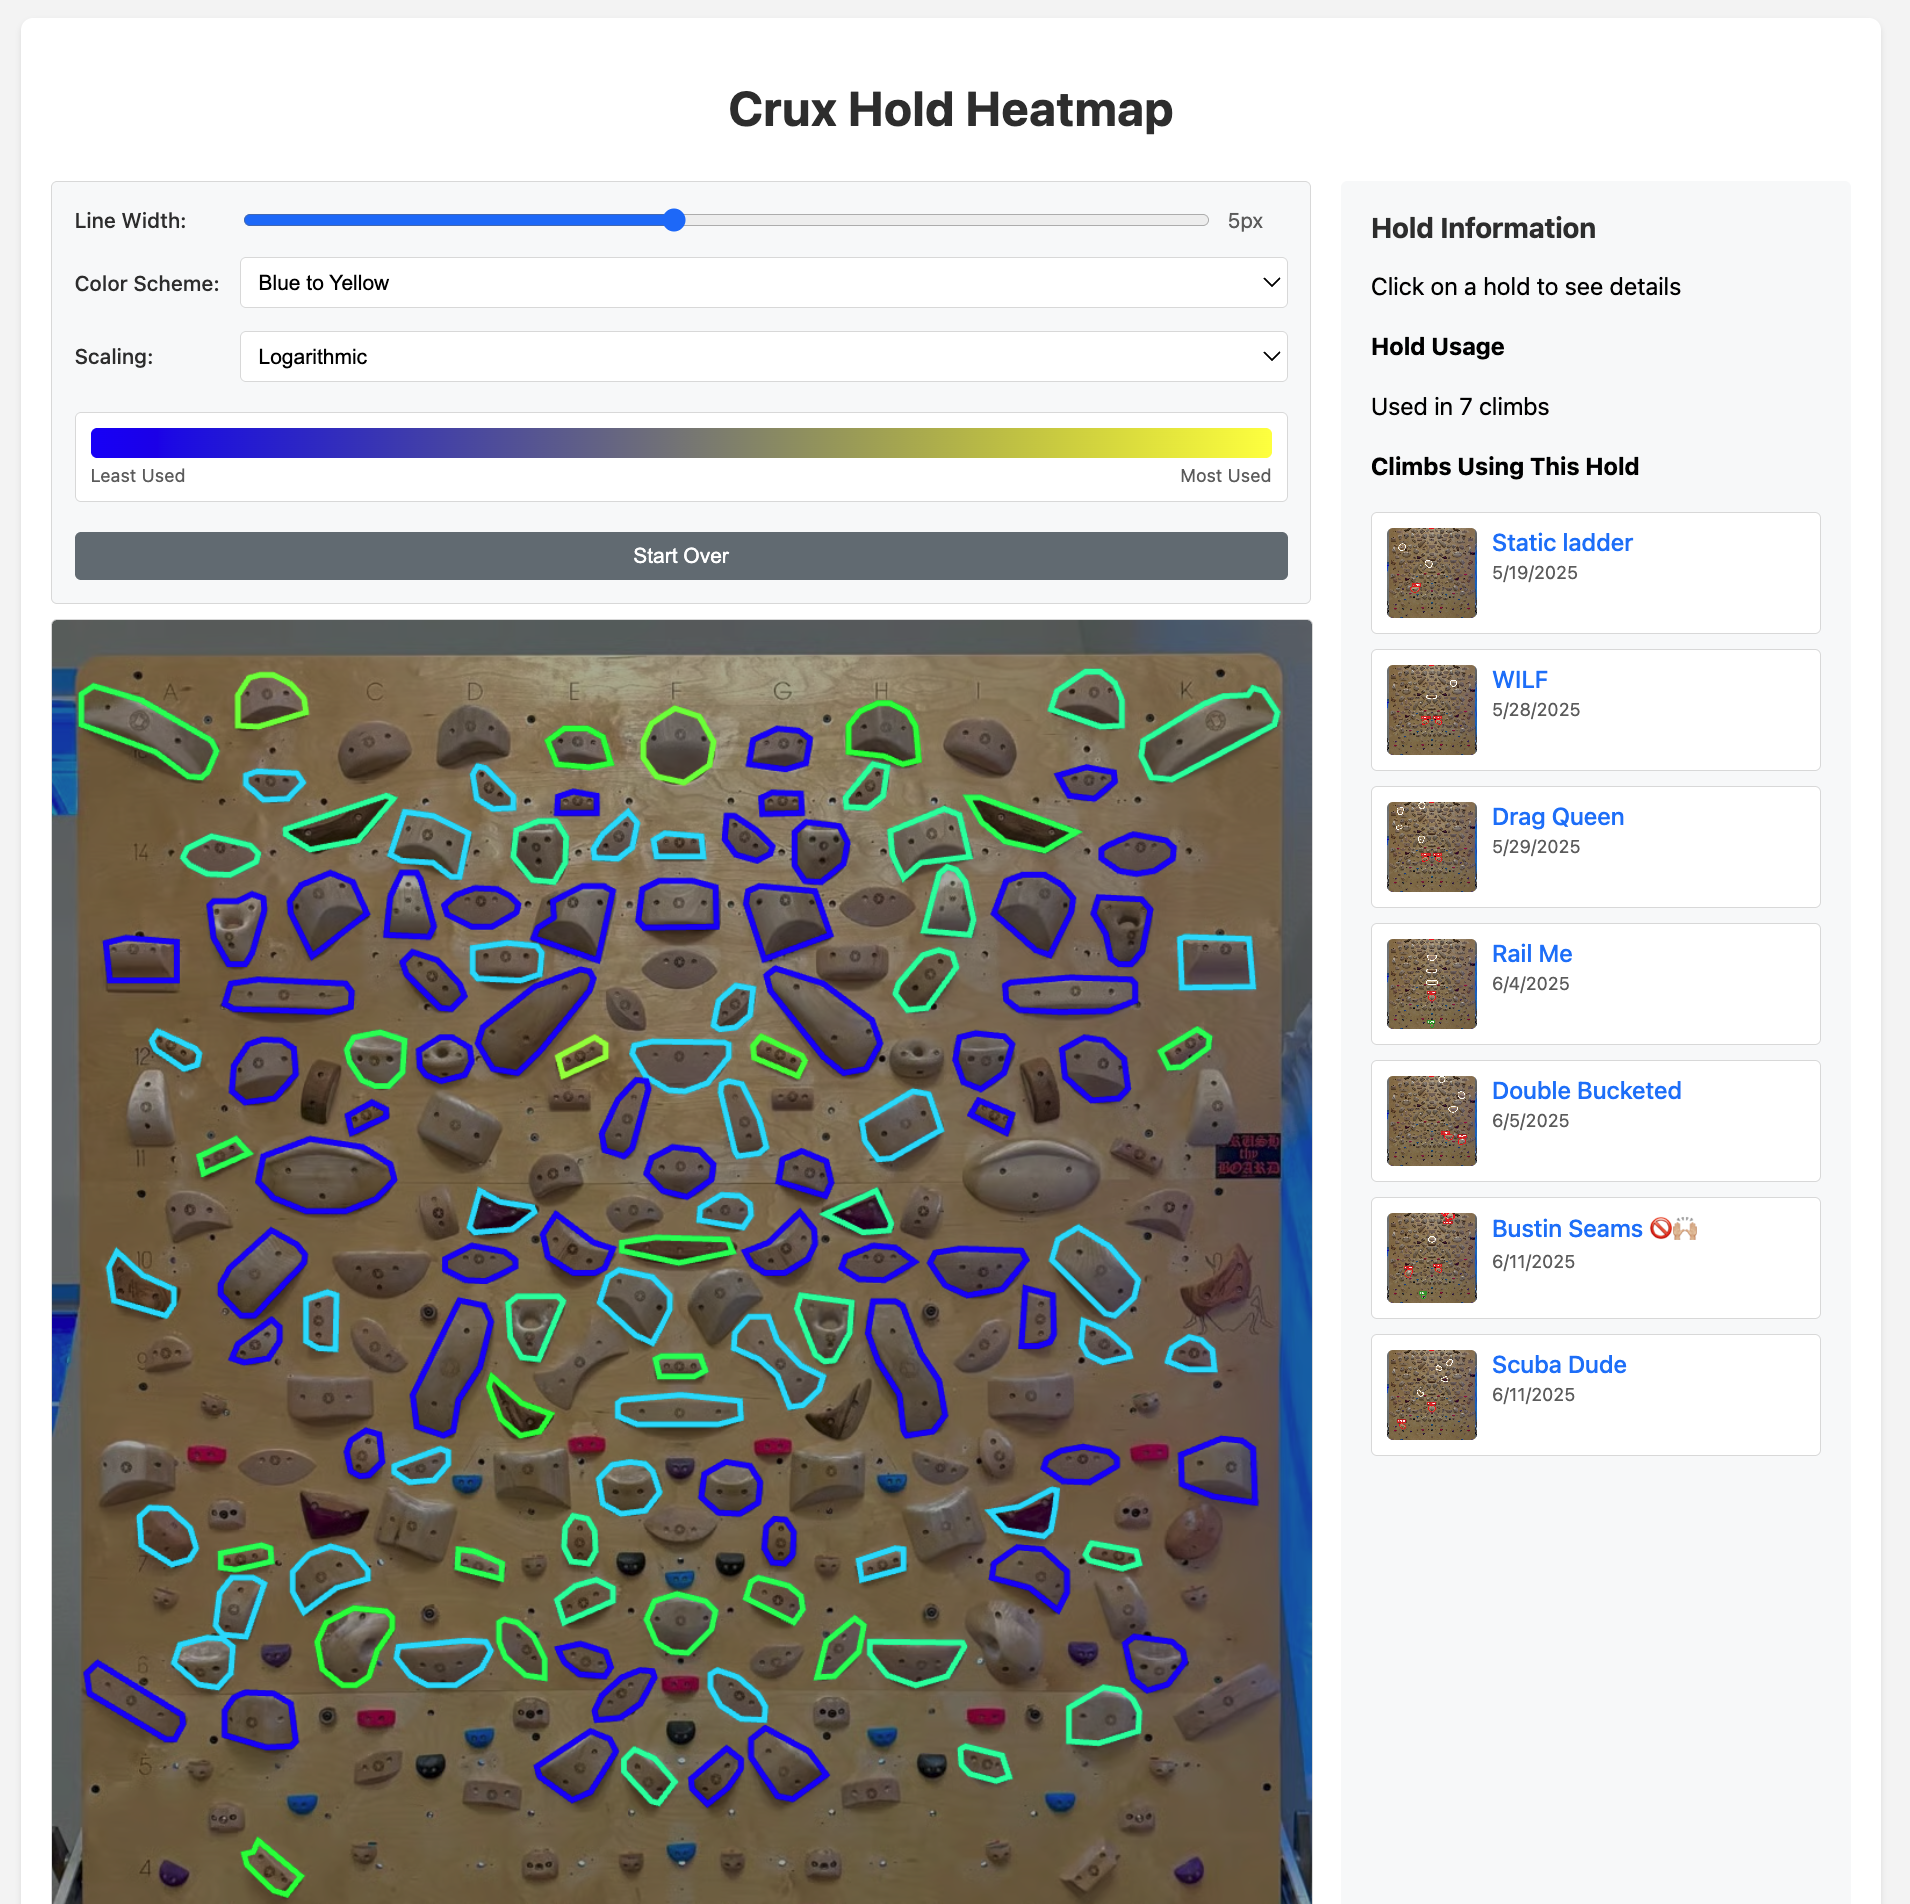 Crux Hold Heatmap
Line Width:
5px
Color Scheme:
Blue to Yellow
Scaling:
Logarithmic
Least Used
Most Used
Start Over
A
C
D
E
F
G
H
I
K
14
12
11
RUSH
thy
BOARD
10
9
7
6
5
4
Hold Information
Click on a hold to see details
Hold Usage
Used in 7 climbs
Climbs Using This Hold
Static ladder
5/19/2025
WILF
5/28/2025
Drag Queen
5/29/2025
Rail Me
6/4/2025
Double Bucketed
6/5/2025
Bustin Seams 🚫🙌🏼
6/11/2025
Scuba Dude
6/11/2025